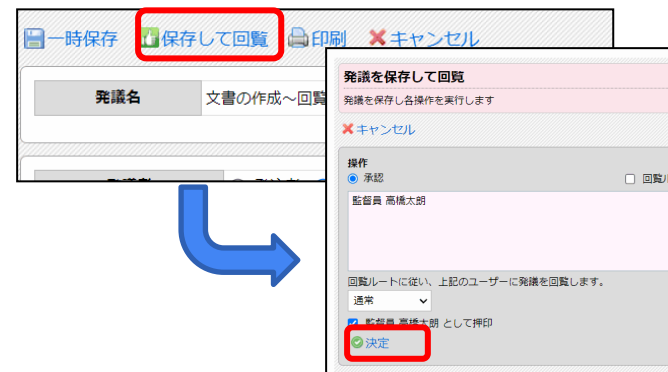 一時保存 保存して回覧 印刷 キャンセル
発議名 文書の作成～回覧
発議を保存して回覧
発議を保存し各操作を実行します
キャンセル
操作
承認 回覧ル
監督員 高橋太朗
回覧ルートに従い、上記のユーザーに発議を回覧します。
通常
監督員 高橋太朗 として押印
決定